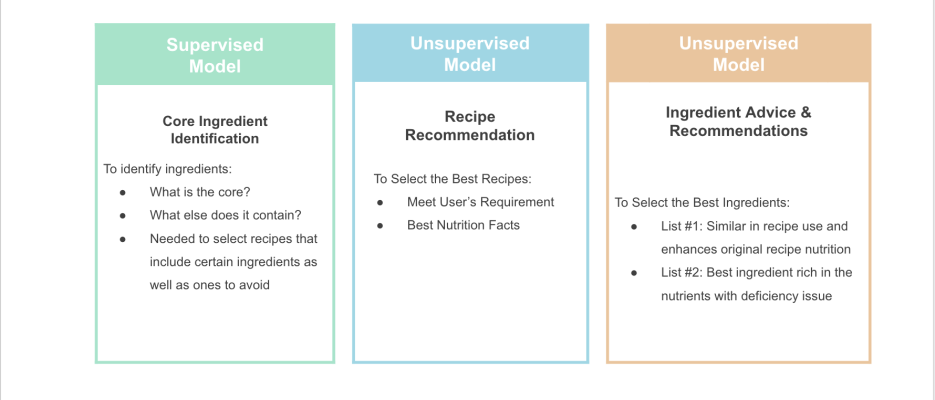 Supervised
Model
Core Ingredient
Identification
To identify ingredients:
● What is the core?
● What else does it contain?
● Needed to select recipes that
include certain ingredients as
well as ones to avoid
Unsupervised
Model
Recipe
Recommendation
To Select the Best Recipes:
● Meet User’s Requirement
● Best Nutrition Facts
Unsupervised
Model
Ingredient Advice &
Recommendations
To Select the Best Ingredients:
● List #1: Similar in recipe use and
enhances original recipe nutrition
● List #2: Best ingredient rich in the
nutrients with deficiency issue